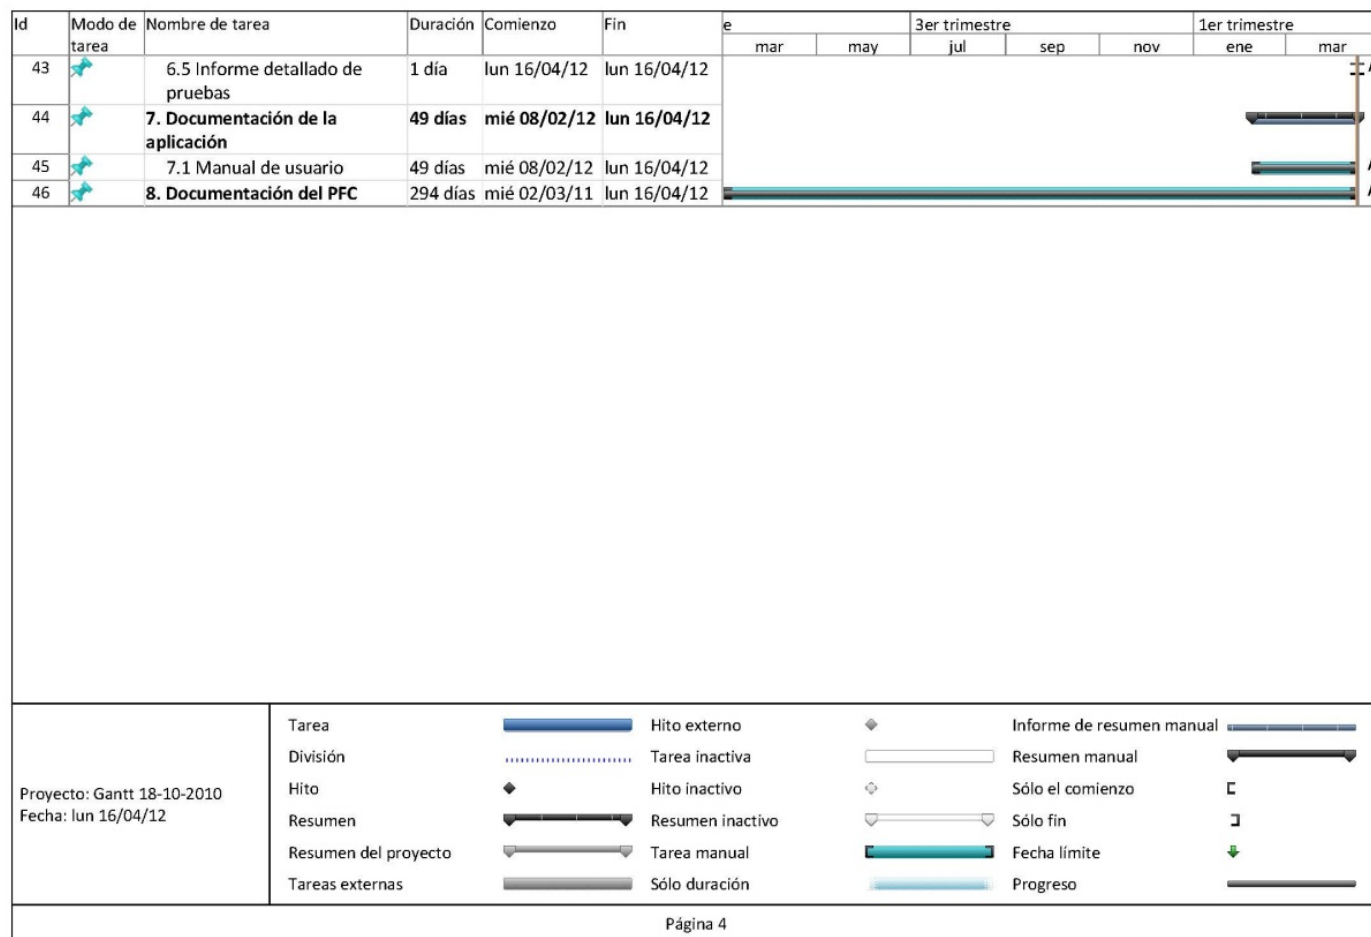 Id Modo de Nombre de tarea Duración Comienzo Fin e 3er trimestre 1er trimestre
tarea mar may jul sep nov ene mar
43 6.5 Informe detallado de 1 día lun 16/04/12 lun 16/04/12
pruebas
44 7. Documentación de la 49 días mié 08/02/12 lun 16/04/12
aplicación
45 7.1 Manual de usuario 49 días mié 08/02/12 lun 16/04/12
46 8. Documentación del PFC 294 días mié 02/03/11 lun 16/04/12
Tarea Hito externo Informe de resumen manual
División Tarea inactiva Resumen manual
Hito Hito inactivo Sólo el comienzo
Proyecto: Gantt 18-10-2010
Fecha: lun 16/04/12
Resumen Resumen inactivo Sólo fin
Resumen del proyecto Tarea manual Fecha límite
Tareas externas Sólo duración Progreso
Página 4